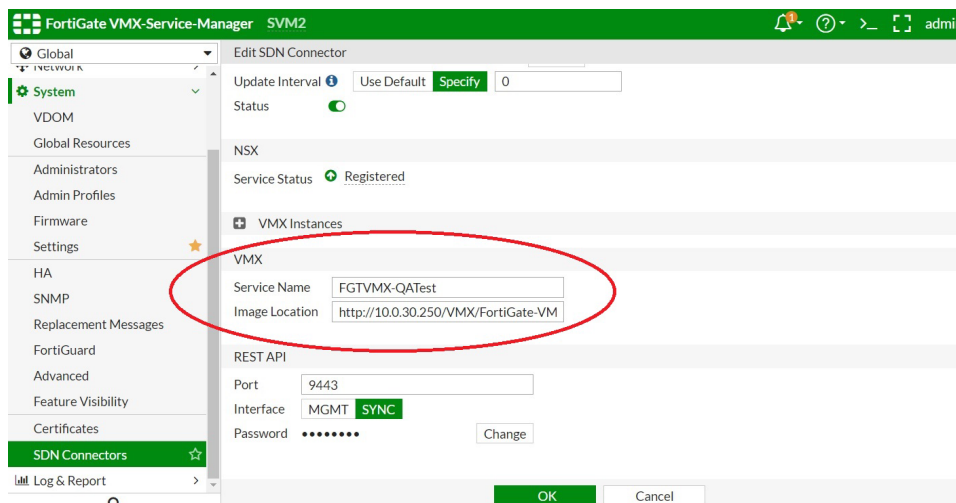 FortiGate VMX-Service-Manager SVM2
1
admi
Global
Network
System
VDOM
Global Resources
Administrators
Admin Profiles
Firmware
Settings
HA
SNMP
Replacement Messages
FortiGuard
Advanced
Feature Visibility
Certificates
SDN Connectors
Log & Report
Edit SDN Connector
Update Interval Use Default Specify 0
Status
NSX
Service Status Registered
VMX Instances
VMX
Service Name FGTVMX-QATest
Image Location http://10.0.30.250/VMX/FortiGate-VM
REST API
Port 9443
Interface MGMT SYNC
Password •••••••• Change
OK Cancel